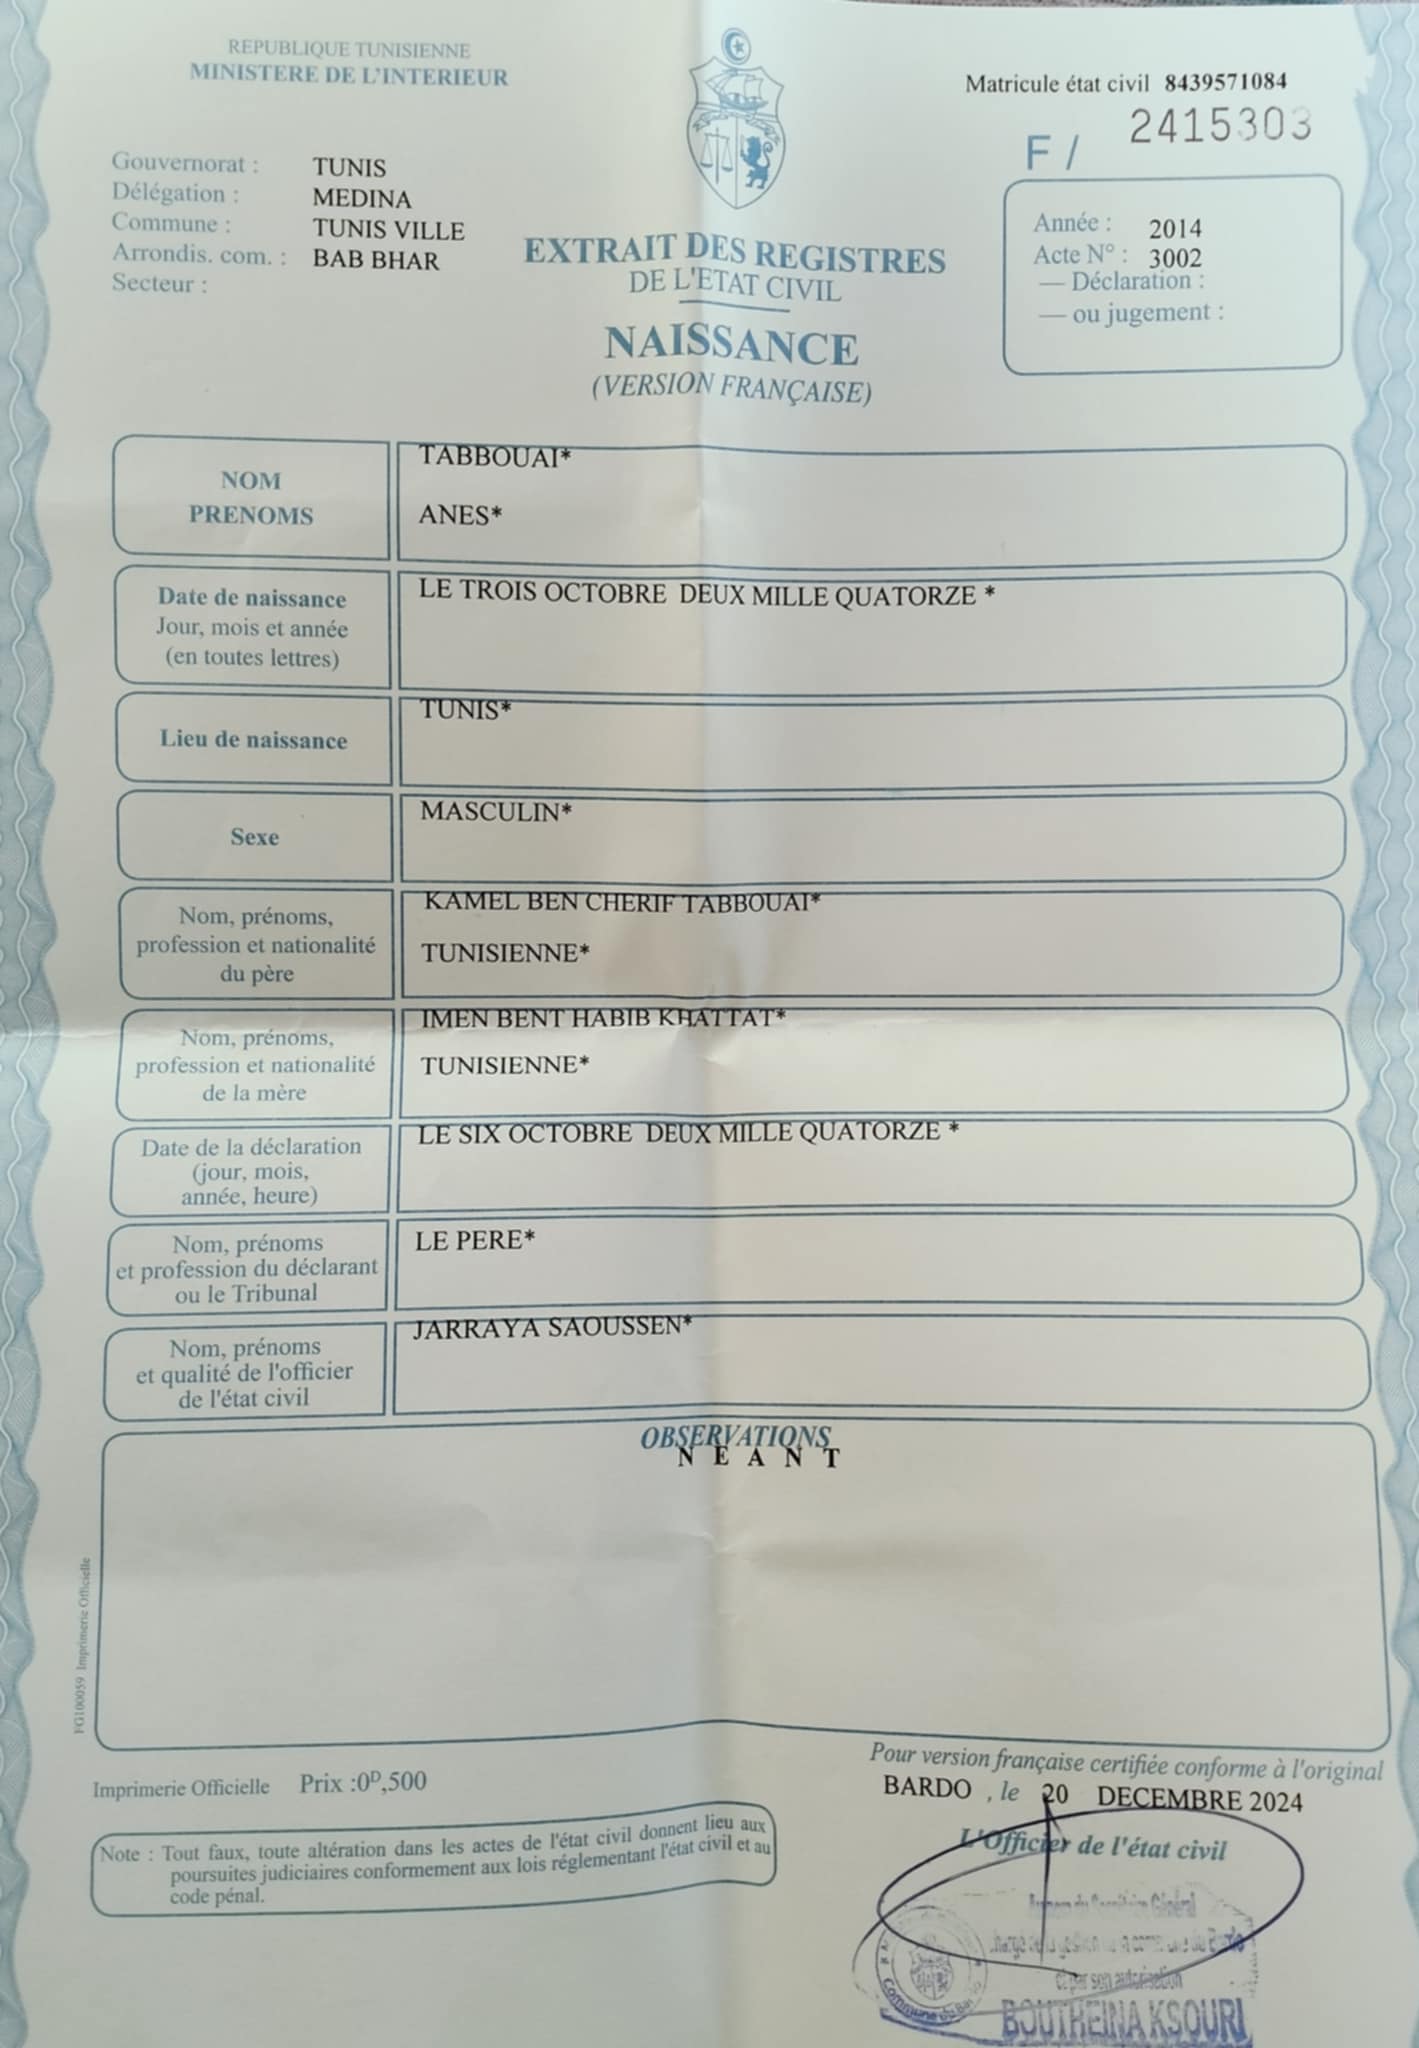 REPUBLIQUE TUNISIENNE
MINISTERE DE L'INTERIEUR
Matricule état civil 8439571084
F / 2415303
Gouvernorat : TUNIS
Délégation : MEDINA
Commune : TUNIS VILLE
Arrondis. com. : BAB BHAR
Secteur :
Année : 2014
Acte N° : 3002
— Déclaration :
— ou jugement :
EXTRAIT DES REGISTRES
DE L'ETAT CIVIL
NAISSANCE
(VERSION FRANÇAISE)
NOM
PRENOMS
TABBOUAI*
ANES*
Date de naissance
Jour, mois et année
(en toutes lettres)
LE TROIS OCTOBRE DEUX MILLE QUATORZE *
Lieu de naissance
TUNIS*
Sexe
MASCULIN*
Nom, prénoms,
profession et nationalité
du père
KAMEL BEN CHERIF TABBOUAI*
TUNISIENNE*
Nom, prénoms,
profession et nationalité
de la mère
IMEN BENT HABIB KHATTAT*
TUNISIENNE*
Date de la déclaration
(jour, mois,
année, heure)
LE SIX OCTOBRE DEUX MILLE QUATORZE *
Nom, prénoms
et profession du déclarant
ou le Tribunal
LE PERE*
Nom, prénoms
et qualité de l'officier
de l'état civil
JARRAYA SAOUSSEN*
OBSERVATIONS
N E A N T
FG100059 Imprimerie Officielle
Imprimerie Officielle Prix :0D,500
Note : Tout faux, toute altération dans les actes de l'état civil donnent lieu aux
poursuites judiciaires conformement aux lois réglementant l'état civil et au
code pénal.
Pour version française certifiée conforme à l'original
BARDO , le 20 DECEMBRE 2024
L'Officier de l'état civil
Secrétaire Général
et par son autorisation
BOUTHEINA KSOURI